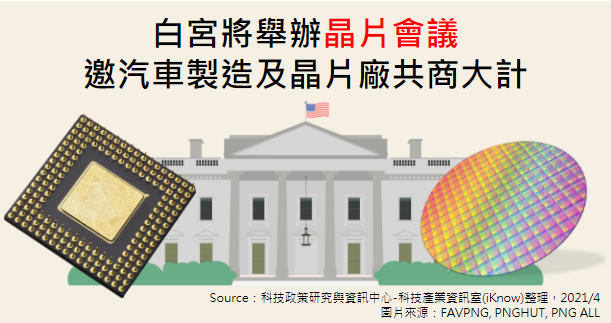 白宮將舉辦晶片會議
邀汽車製造及晶片廠共商大計
Source：科技政策研究與資訊中心-科技產業資訊室(iKnow)整理，2021/4
圖片來源：FAVPNG, PNGHUT, PNG ALL